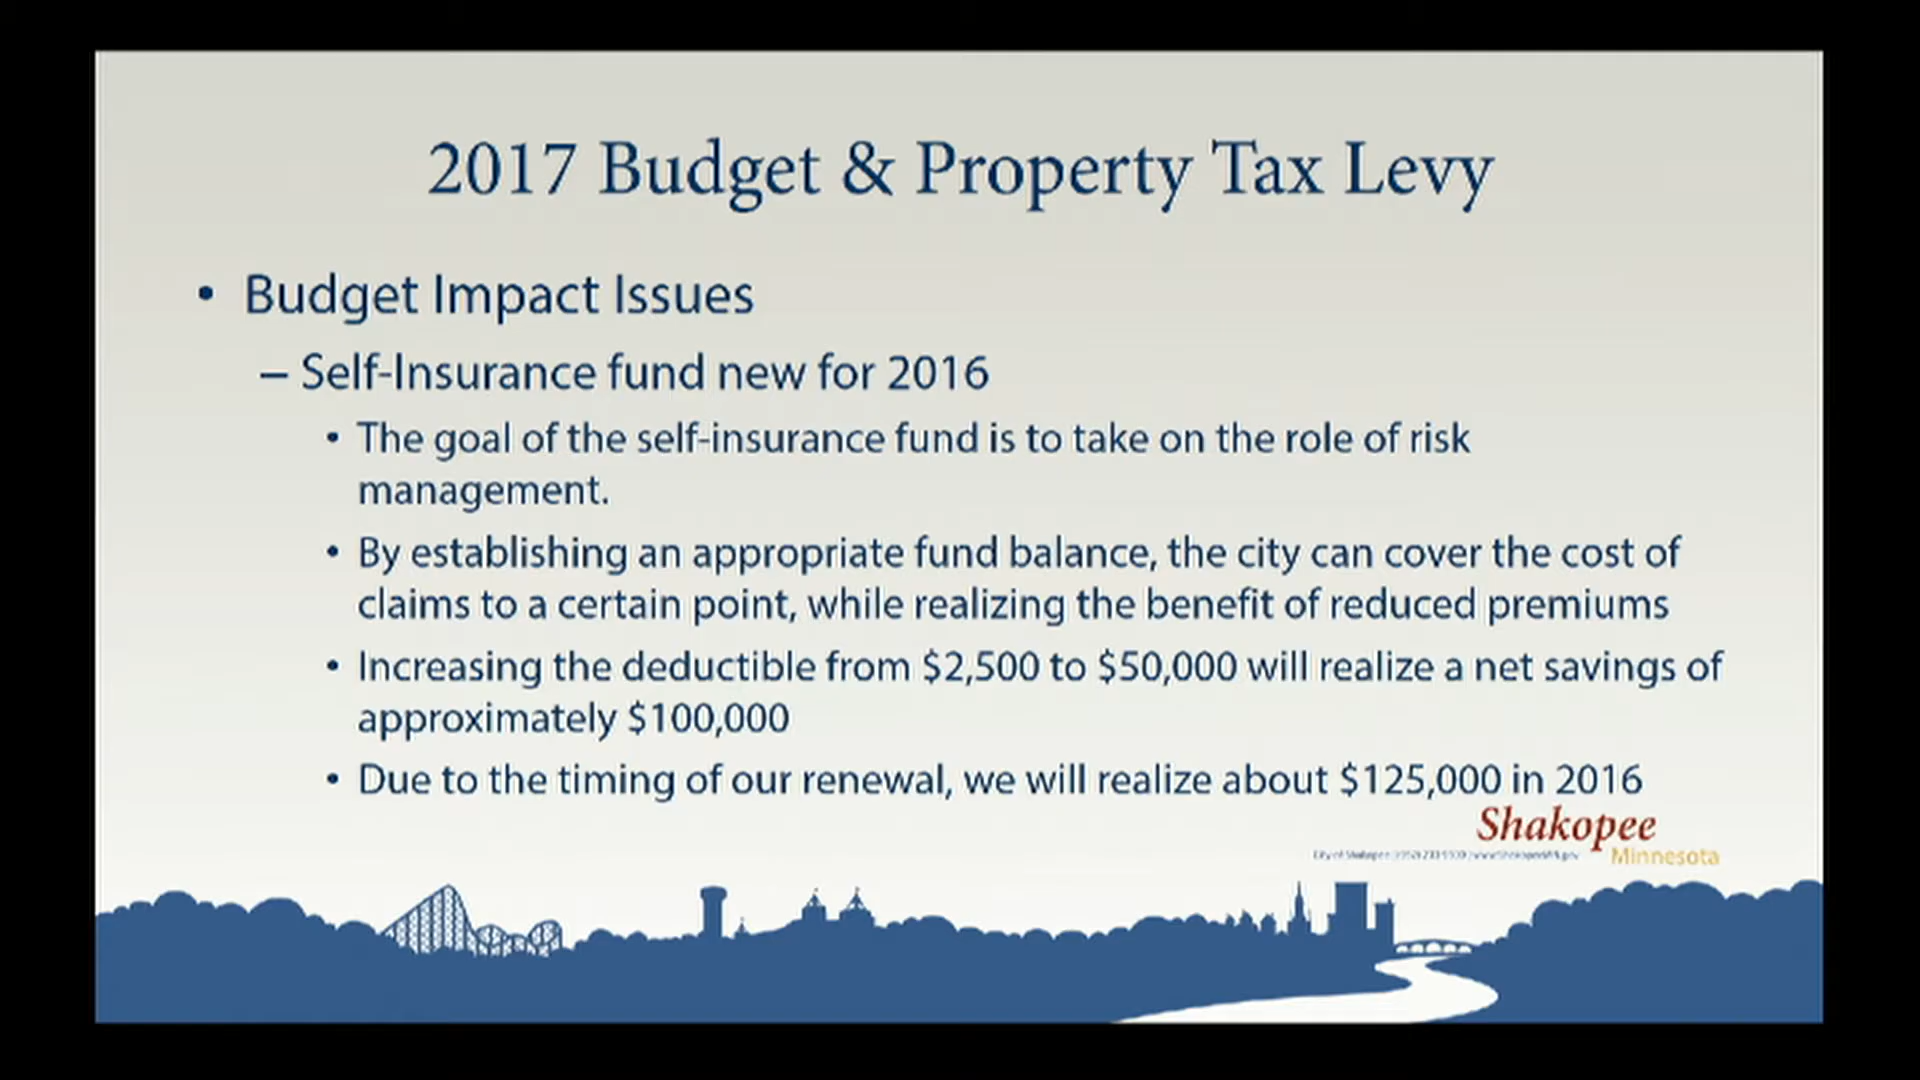 2017 Budget & Property Tax Levy
• Budget Impact Issues
– Self-Insurance fund new for 2016
• The goal of the self-insurance fund is to take on the role of risk
management.
• By establishing an appropriate fund balance, the city can cover the cost of
claims to a certain point, while realizing the benefit of reduced premiums
• Increasing the deductible from $2,500 to $50,000 will realize a net savings of
approximately $100,000
• Due to the timing of our renewal, we will realize about $125,000 in 2016
Shakopee
City of Shakopee
Minnesota